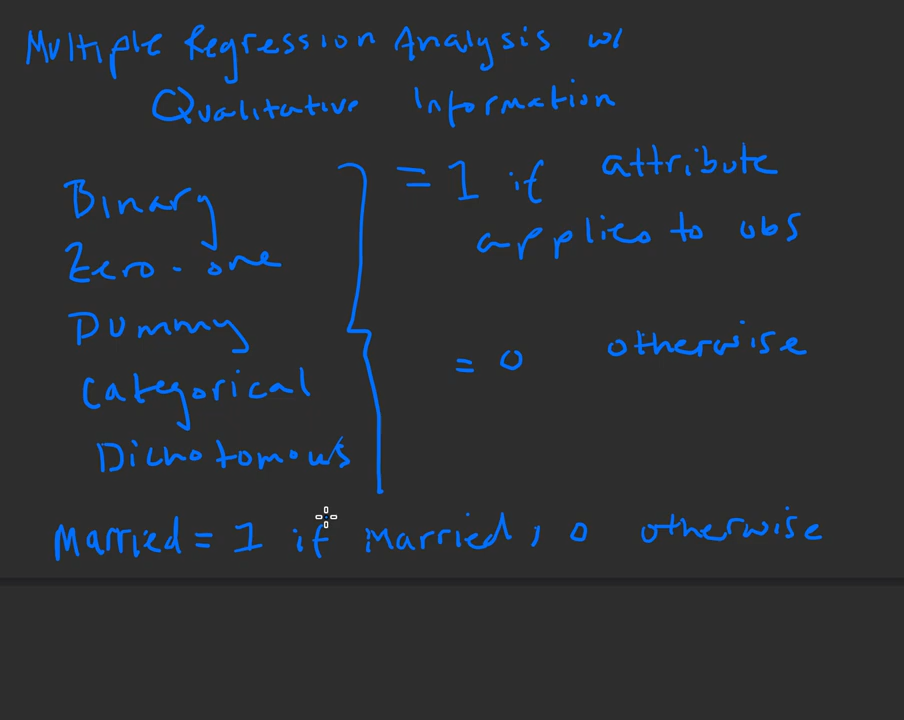 Multiple Regression Analysis w/
Qualitative Information
Binary
Zero-one
Dummy
Categorical
Dichotomous
= 1 if attribute
applies to obs
= 0 otherwise
Married = 1 if married, 0 otherwise